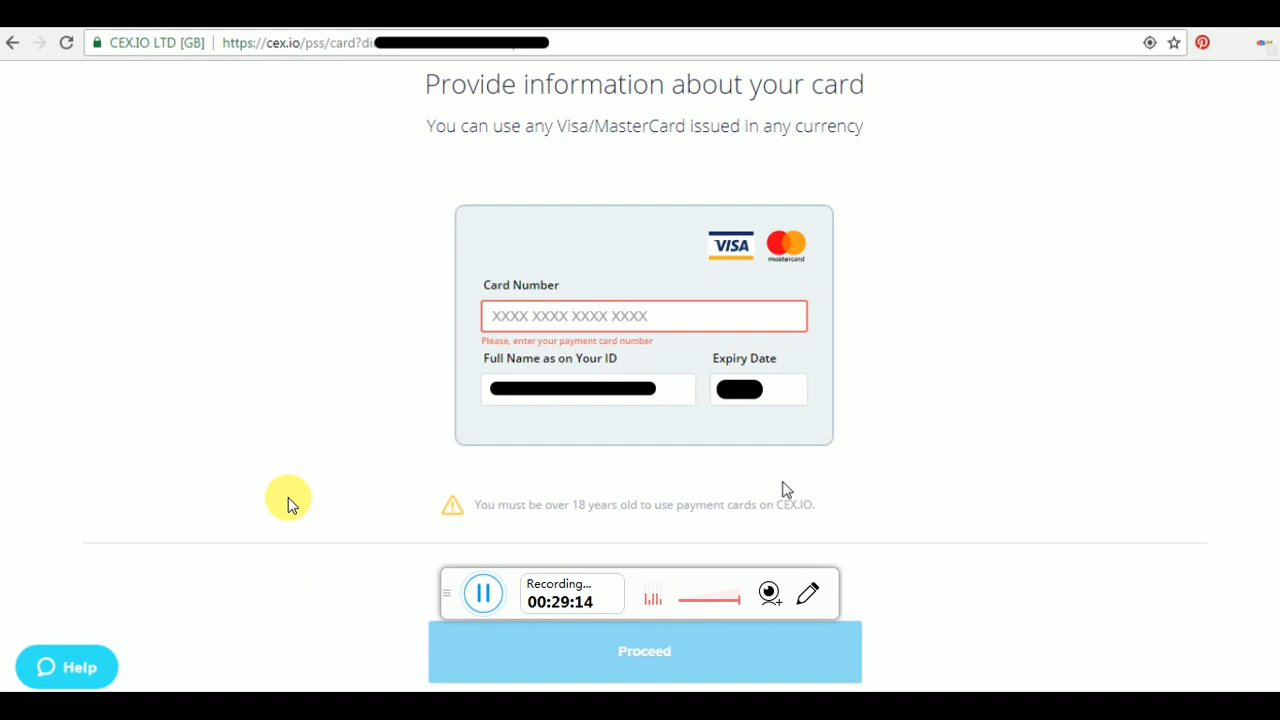 CEX.IO LTD [GB]
https://cex.io/pss/card?di
Provide information about your card
You can use any Visa/MasterCard issued in any currency
VISA
mastercard
Card Number
XXXX XXXX XXXX XXXX
Please, enter your payment card number
Full Name as on Your ID
Expiry Date
You must be over 18 years old to use payment cards on CEX.IO.
Recording...
00:29:14
Proceed
Help